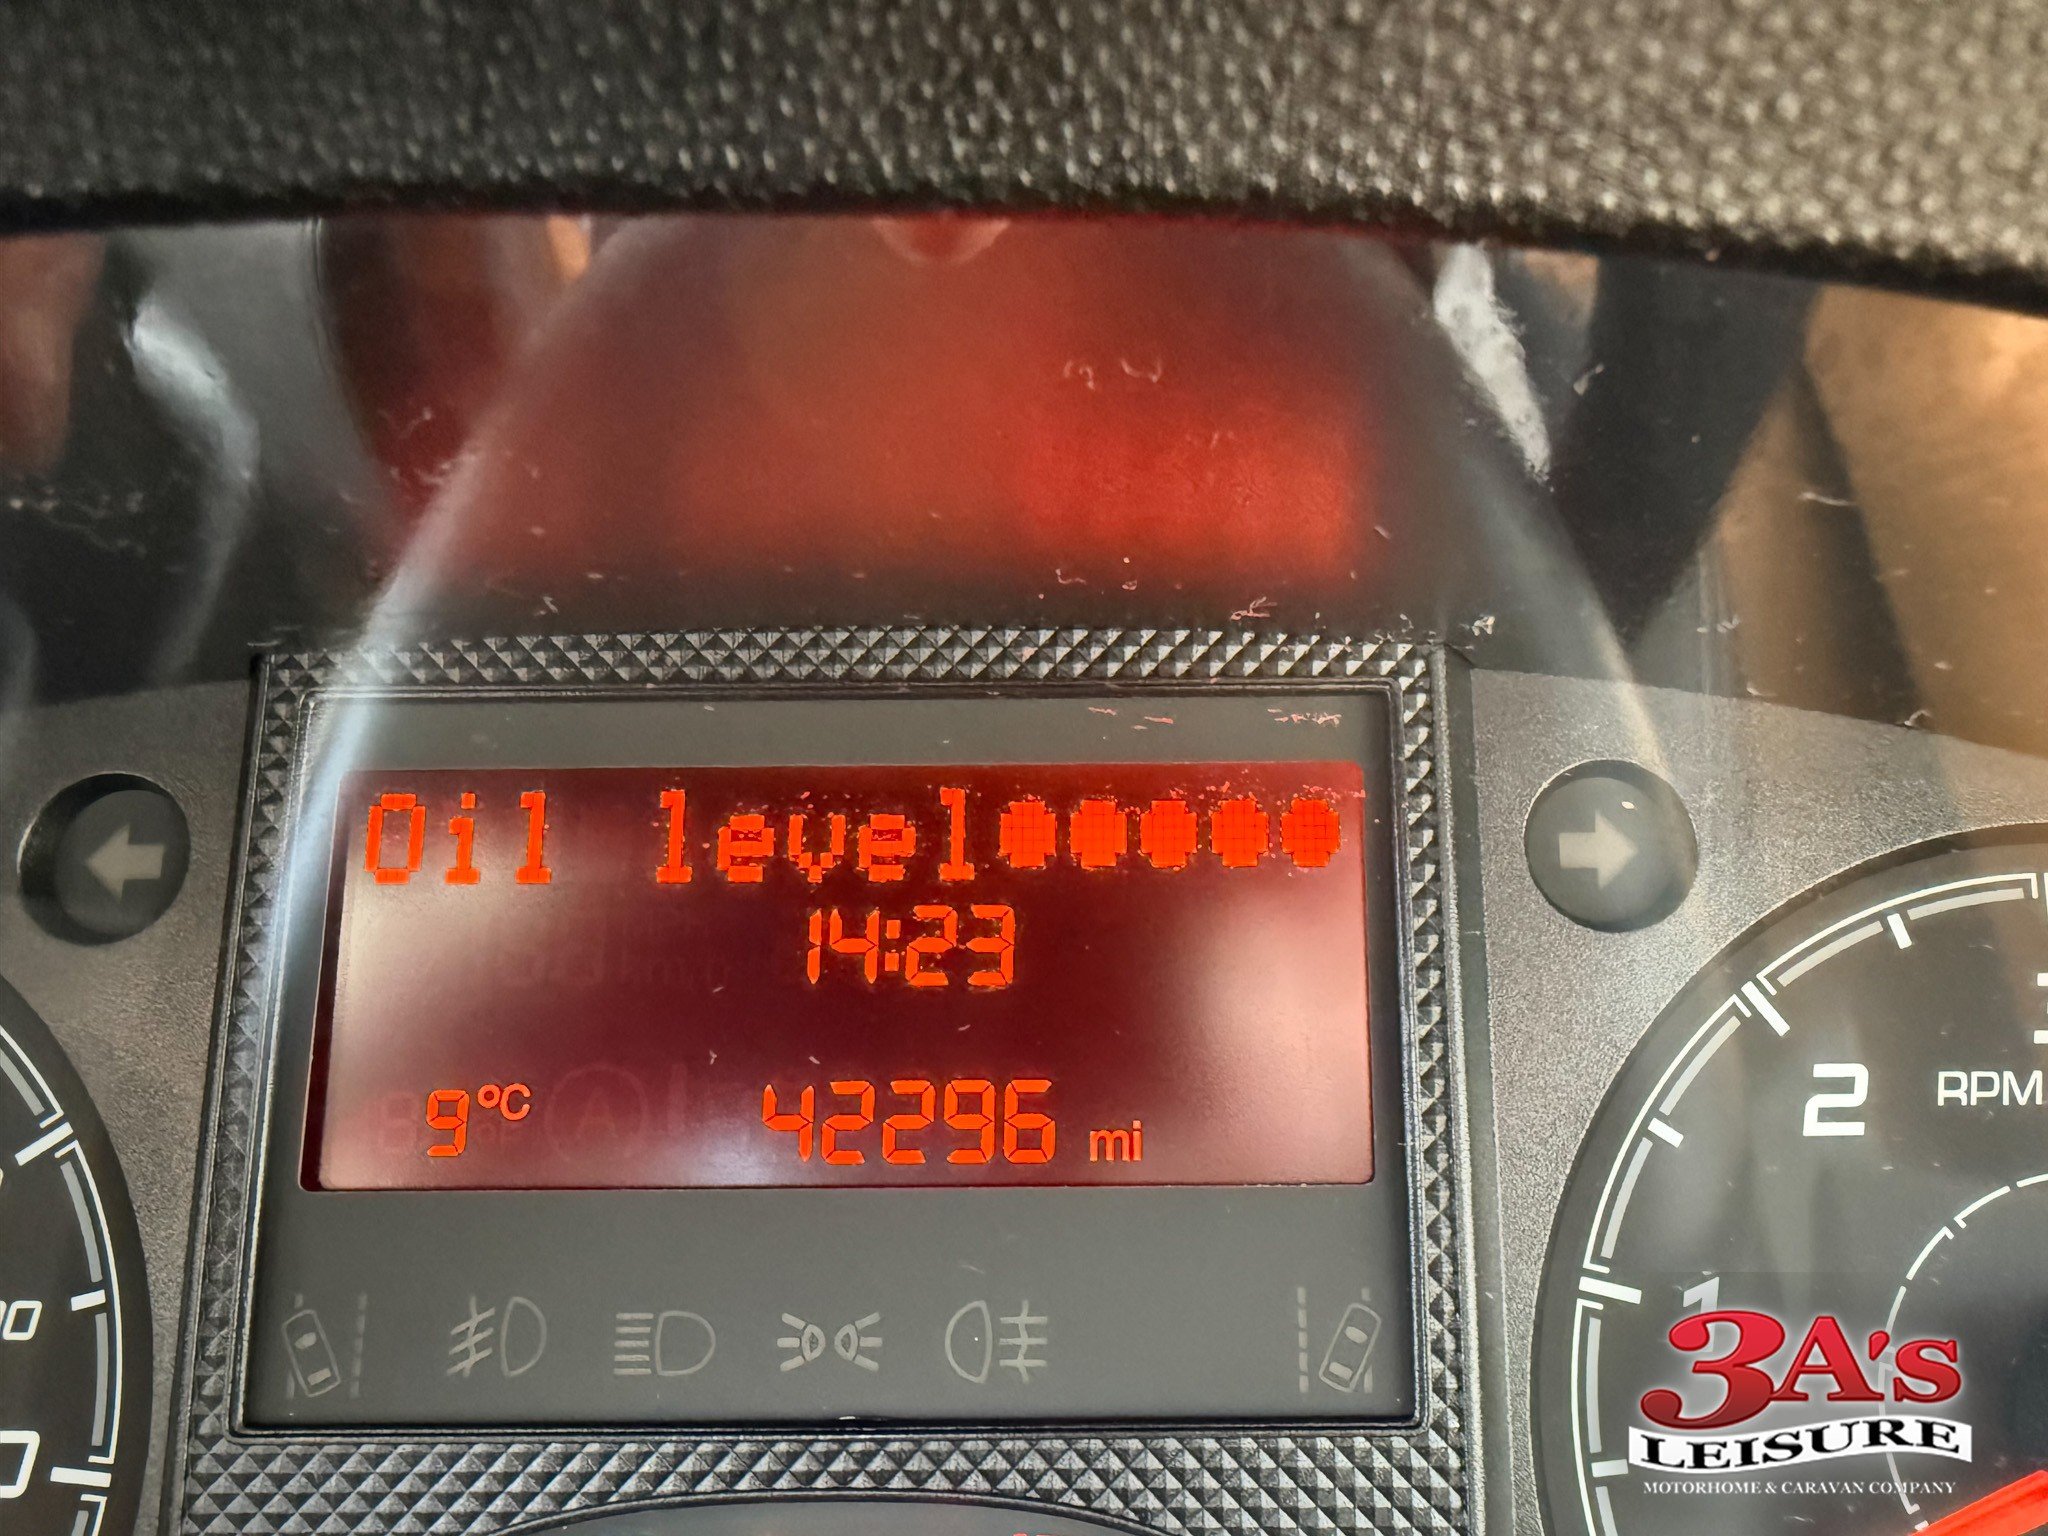 Oil level●●●●●
14:23
9°C 42296 mi
2 RPM
1
3A's
LEISURE
MOTORHOME & CARAVAN COMPANY